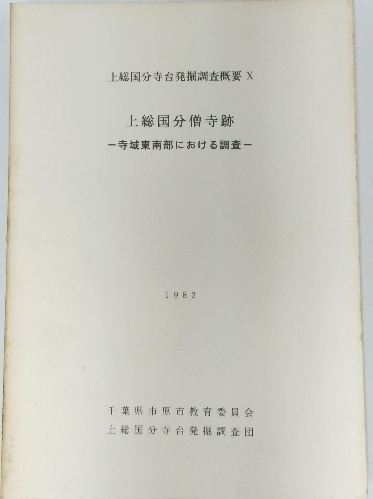 上総国分寺台発掘調査概要 X
上総国分僧寺跡
－寺域東南部における調査－
1982
千葉県市原市教育委員会
上総国分寺台発掘調査団